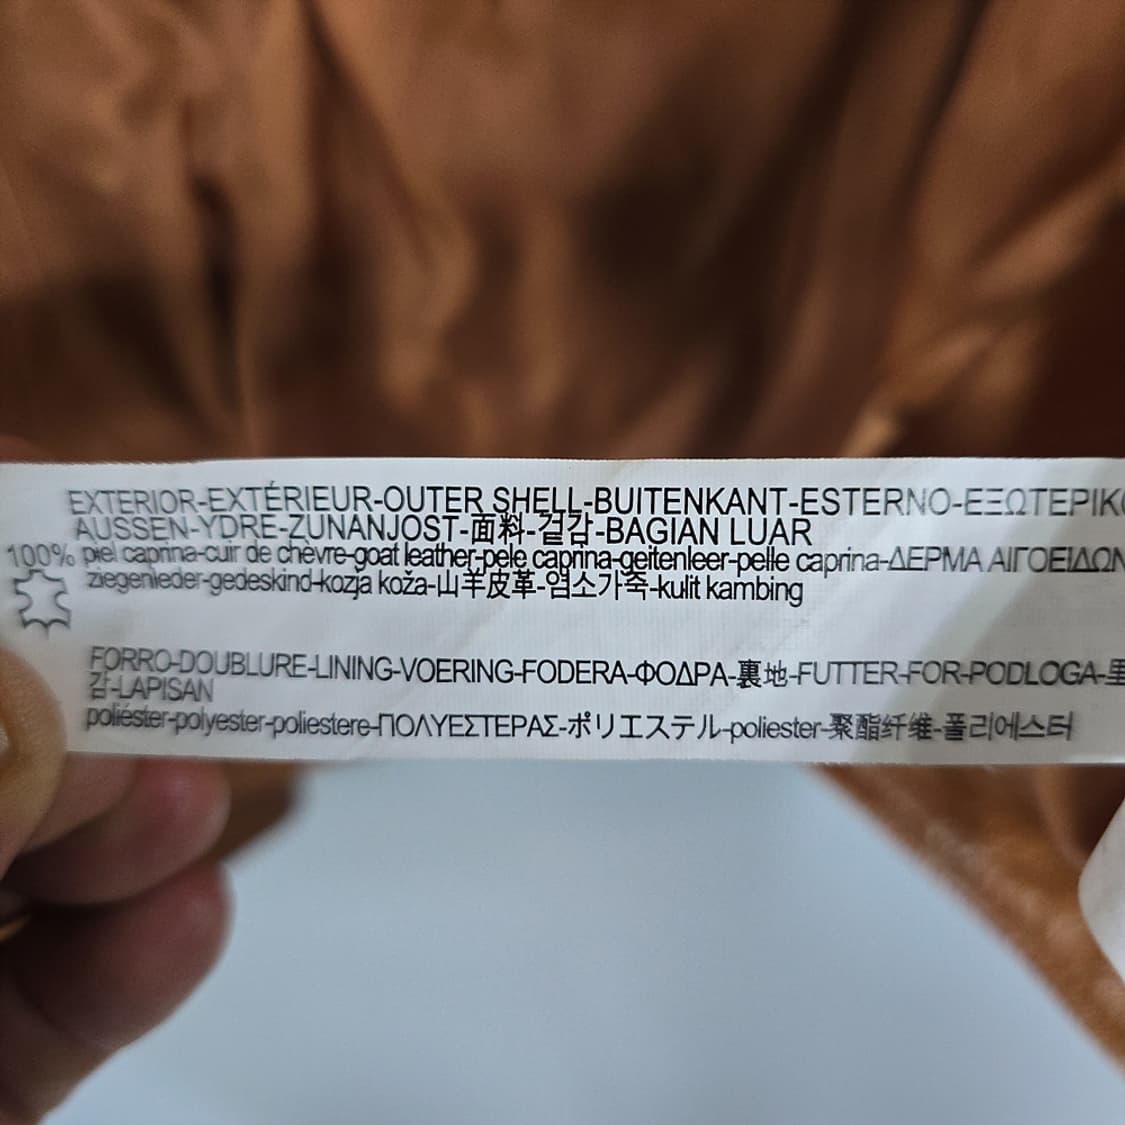 EXTERIOR-EXTÉRIEUR-OUTER SHELL-BUITENKANT-ESTERNO-ΕΞΩΤΕΡΙΚ
AUSSEN-YDRE-ZUNANJOST-面料-겉감-BAGIAN LUAR
100% piel caprina-cuir de chèvre-goat leather-pele caprina-geitenleer-pelle caprina-ΔΕΡΜΑ ΑΙΓΟΕΙΔΩΝ
ziegenleder-gedeskind-kozja koža-山羊皮革-염소가죽-kulit kambing
FORRO-DOUBLURE-LINING-VOERING-FODERA-ΦΟΔΡΑ-裏地-FUTTER-FOR-PODLOGA-里
감-LAPISAN
poliéster-polyester-poliestere-ΠΟΛΥΕΣΤΕΡΑΣ-ポリエステル-poliester-聚酯纤维-폴리에스터